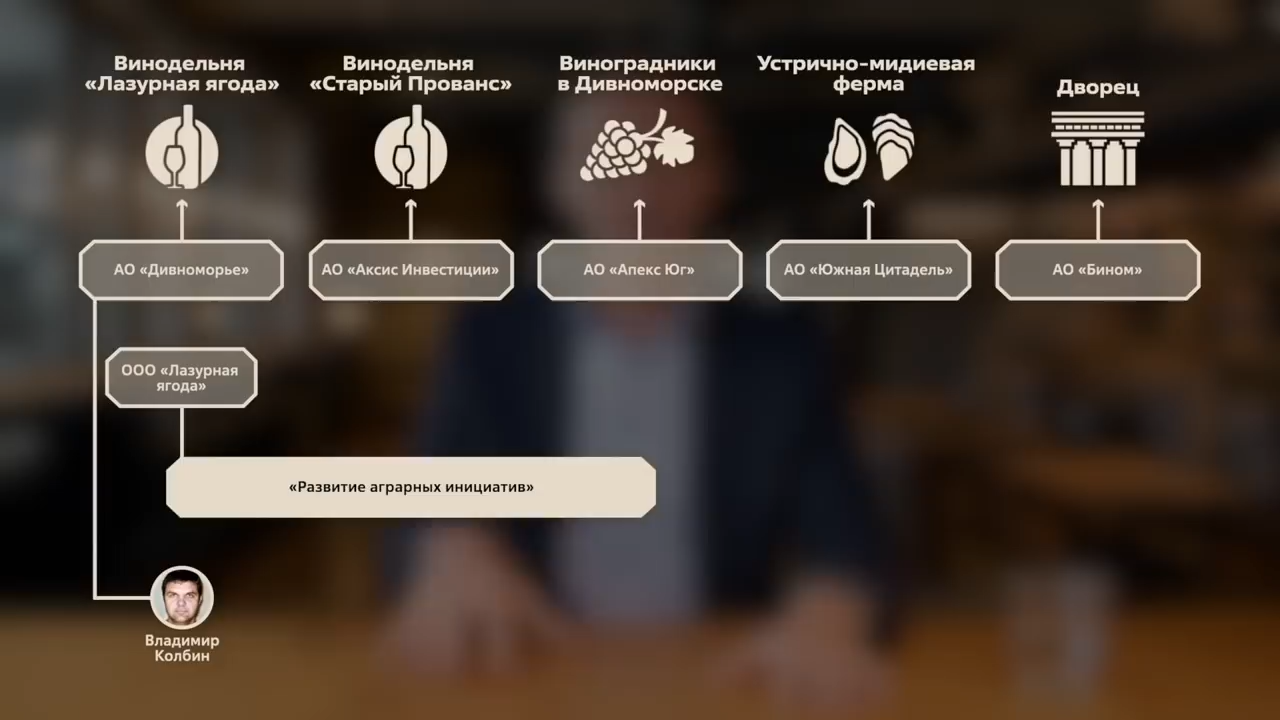 Винодельня
«Лазурная ягода»
Винодельня
«Старый Прованс»
Виноградники
в Дивноморске
Устрично-мидиевая
ферма
Дворец
АО «Дивноморье»
АО «Аксис Инвестиции»
АО «Апекс Юг»
АО «Южная Цитадель»
АО «Бином»
ООО «Лазурная
ягода»
«Развитие аграрных инициатив»
Владимир
Колбин